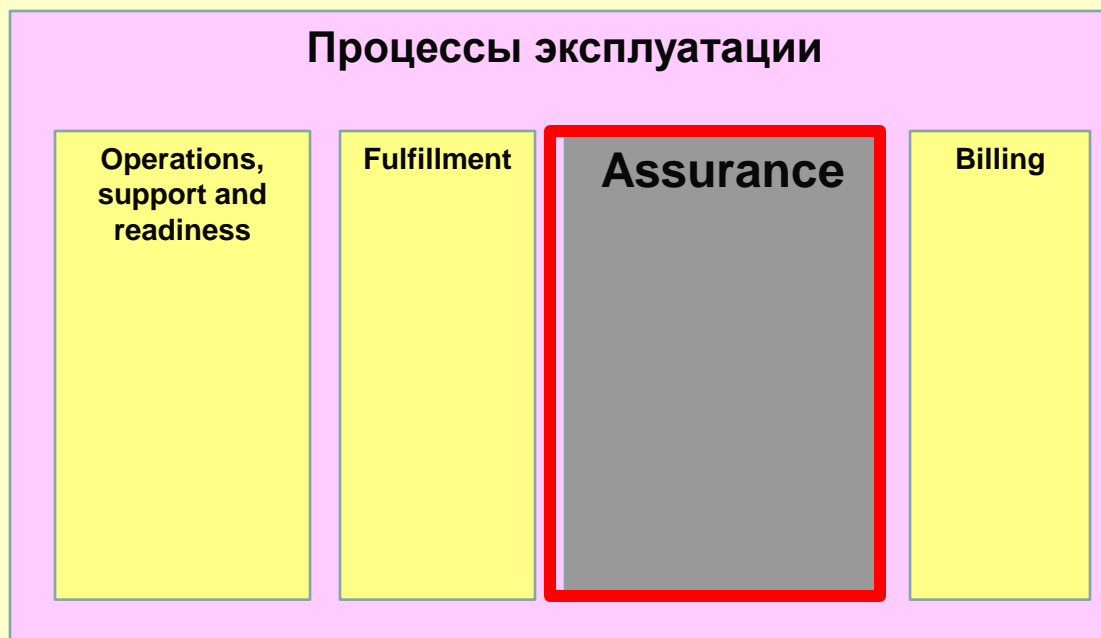 Процессы эксплуатации
Operations,
support and
readiness
Fulfillment
Assurance
Billing